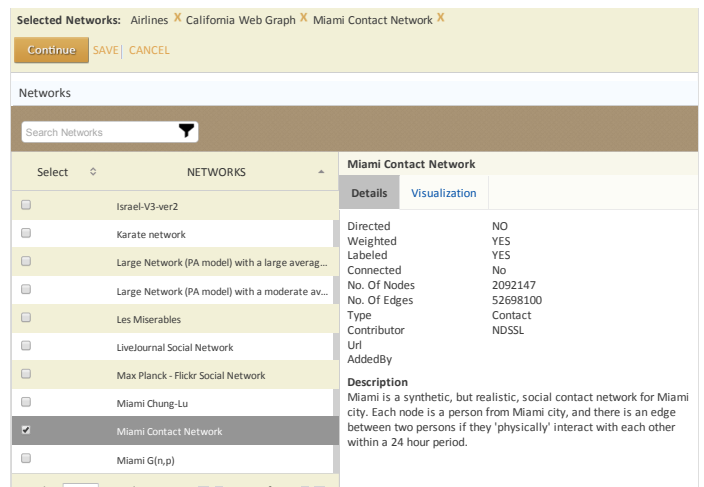 Selected Networks: Airlines X California Web Graph X Miami Contact Network X
Continue SAVE| CANCEL
Networks
Search Networks
Select NETWORKS
Israel-V3-ver2
Karate network
Large Network (PA model) with a large averag...
Large Network (PA model) with a moderate av...
Les Miserables
LiveJournal Social Network
Max Planck - Flickr Social Network
Miami Chung-Lu
Miami Contact Network
Miami G(n,p)
Miami Contact Network
Details Visualization
Directed NO
Weighted YES
Labeled YES
Connected No
No. Of Nodes 2092147
No. Of Edges 52698100
Type Contact
Contributor NDSSL
Url
AddedBy
Description
Miami is a synthetic, but realistic, social contact network for Miami
city. Each node is a person from Miami city, and there is an edge
between two persons if they 'physically' interact with each other
within a 24 hour period.